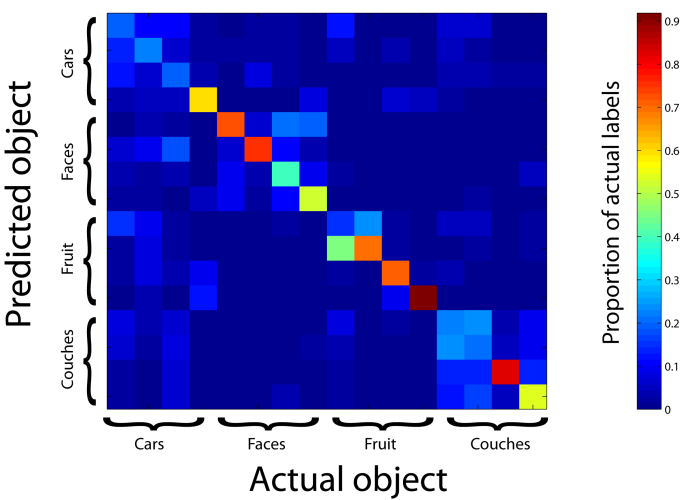 Predicted object
Cars
Faces
Fruit
Couches
Cars
Faces
Fruit
Couches
Actual object
Proportion of actual labels
0.9
0.8
0.7
0.6
0.5
0.4
0.3
0.2
0.1
0